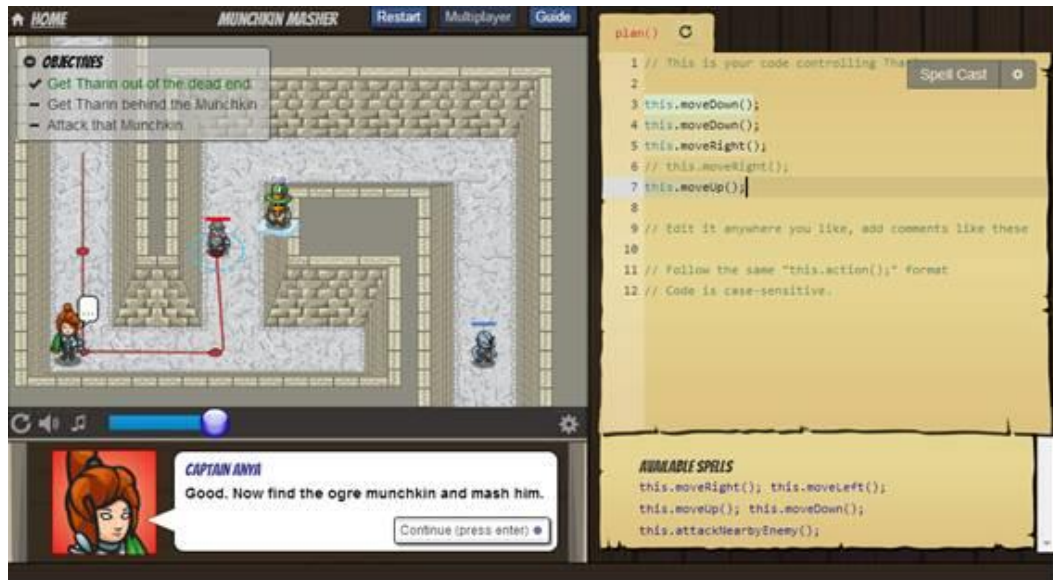 HOME
MUNCHKIN MASHER
Restart
Multiplayer
Guide
OBJECTIVES
Get Tharin out of the dead end.
Get Tharin behind the Munchkin
Attack that Munchkin.
CAPTAIN ANYA
Good. Now find the ogre munchkin and mash him.
Continue (press enter)
plan()
1 // This is your code controlling
Spell Cast
2
3 this.moveDown();
4 this.moveDown();
5 this.moveRight();
6 // this.moveRight();
7 this.moveUp();
8
9 // Edit it anywhere you like, add comments like these
10
11 // Follow the same "this.action();" format
12 // Code is case-sensitive.
AVAILABLE SPELLS
this.moveRight(); this.moveLeft();
this.moveUp(); this.moveDown();
this.attackNearbyEnemy();